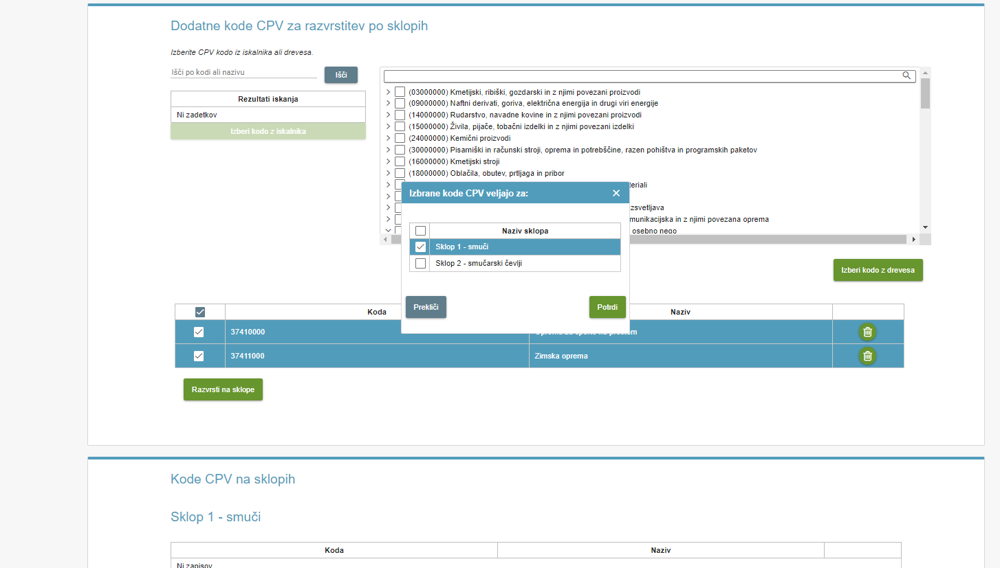 Dodatne kode CPV za razvrstitev po sklopih
Izberite CPV kodo iz iskalnika ali drevesa.
Išči po kodi ali nazivu
Išči
Rezultati iskanja
Ni zadetkov
Izberi kodo z iskalnika
(03000000) Kmetijski, ribiški, gozdarski in z njimi povezani proizvodi
(09000000) Naftni derivati, goriva, električna energija in drugi viri energije
(14000000) Rudarstvo, navadne kovine in z njimi povezani proizvodi
(15000000) Živila, pijače, tobačni izdelki in z njimi povezani izdelki
(24000000) Kemični proizvodi
(30000000) Pisarniški in računski stroji, oprema in potrebščine, razen pohištva in programskih paketov
(16000000) Kmetijski stroji
(18000000) Oblačila, obutev, prtljaga in pribor
teriali
zsvetljava
munikacijska in z njimi povezana oprema
osebno nego
Izberi kodo z drevesa
Izbrane kode CPV veljajo za:
Naziv sklopa
Sklop 1 - smuči
Sklop 2 - smučarski čevlji
Prekliči
Potrdi
Koda
Naziv
37410000
37411000
Zimska oprema
Razvrsti na sklope
Kode CPV na sklopih
Sklop 1 - smuči
Koda
Naziv
Ni zapisov